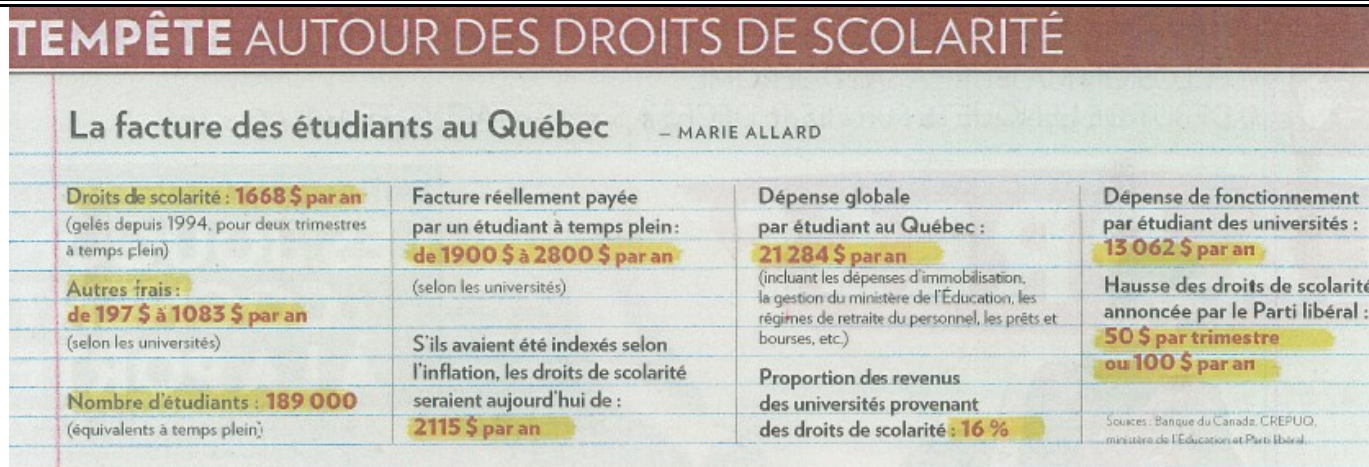 TEMPÊTE AUTOUR DES DROITS DE SCOLARITÉ
La facture des étudiants au Québec – MARIE ALLARD
Droits de scolarité : 1668 $ par an
(gelés depuis 1994, pour deux trimestres
à temps plein)
Autres frais :
de 197 $ à 1083 $ par an
(selon les universités)
Nombre d'étudiants : 189 000
(équivalents à temps plein)
Facture réellement payée
par un étudiant à temps plein :
de 1900 $ à 2800 $ par an
(selon les universités)
S'ils avaient été indexés selon
l'inflation, les droits de scolarité
seraient aujourd'hui de :
2115 $ par an
Dépense globale
par étudiant au Québec :
21 284 $ par an
(incluant les dépenses d'immobilisation,
la gestion du ministère de l'Éducation, les
régimes de retraite du personnel, les prêts et
bourses, etc.)
Proportion des revenus
des universités provenant
des droits de scolarité : 16 %
Dépense de fonctionnement
par étudiant des universités :
13 062 $ par an
Hausse des droits de scolarité
annoncée par le Parti libéral :
50 $ par trimestre
ou 100 $ par an
Sources : Banque du Canada, CREPUQ,
ministère de l'Éducation et Parti libéral.